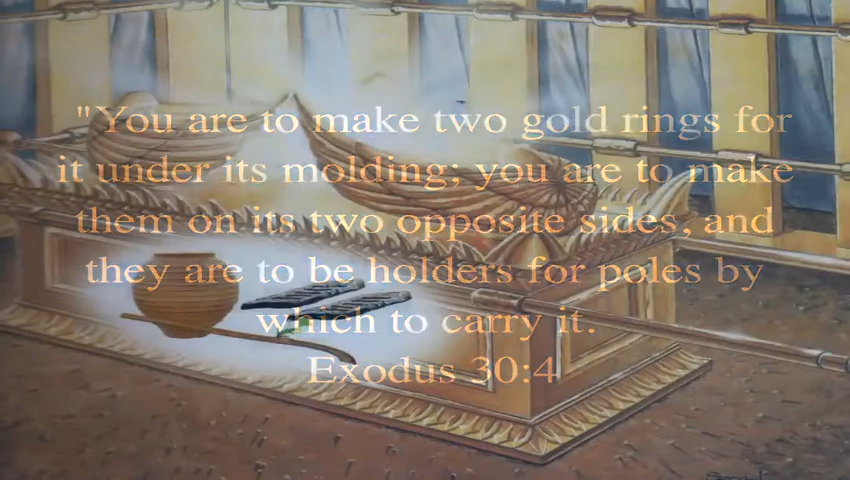 "You are to make two gold rings for
it under its molding; you are to make
them on its two opposite sides, and
they are to be holders for poles by
which to carry it.
Exodus 30:4